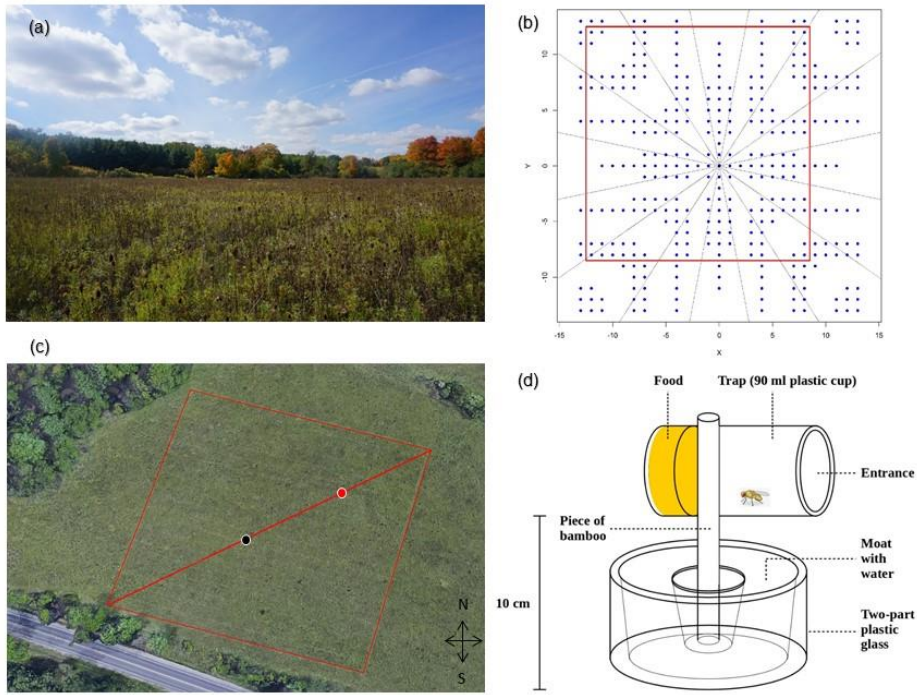 (a)
(b)
10
5
0
-5
-10
Y
-15
-10
-5
0
5
10
15
X
(c)
N
S
(d)
Food
Trap (90 ml plastic cup)
Entrance
Piece of
bamboo
Moat
with
water
10 cm
Two-part
plastic
glass